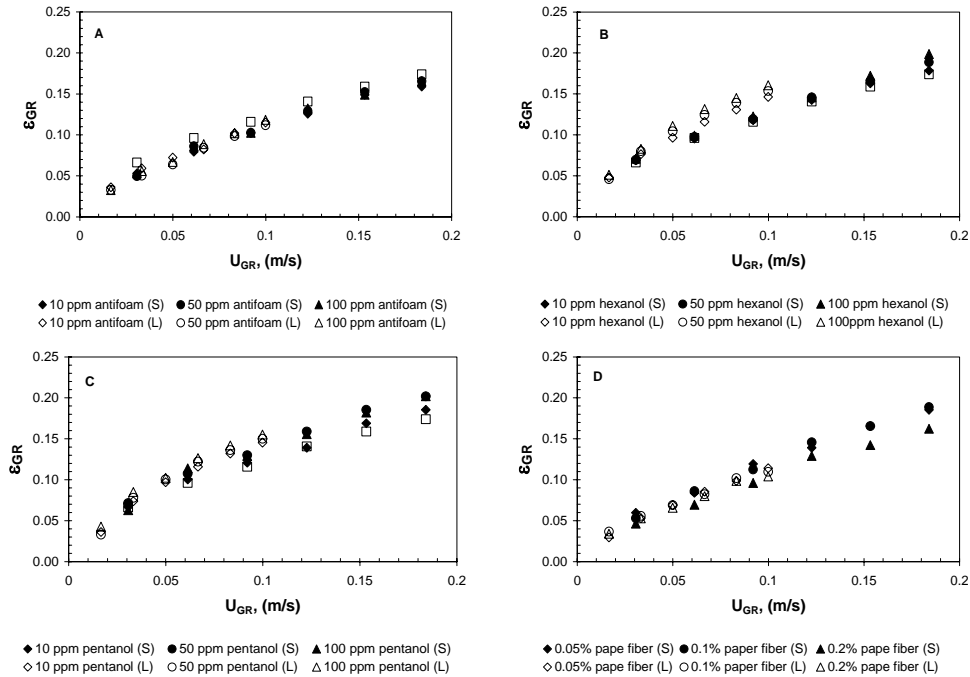 A
ε_GR
0.25
0.20
0.15
0.10
0.05
0.00
0 0.05 0.1 0.15 0.2
U_GR, (m/s)
10 ppm antifoam (S) 50 ppm antifoam (S) 100 ppm antifoam (S)
10 ppm antifoam (L) 50 ppm antifoam (L) 100 ppm antifoam (L)
B
ε_GR
0.25
0.20
0.15
0.10
0.05
0.00
0 0.05 0.1 0.15 0.2
U_GR, (m/s)
10 ppm hexanol (S) 50 ppm hexanol (S) 100 ppm hexanol (S)
10 ppm hexanol (L) 50 ppm hexanol (L) 100ppm hexanol (L)
C
ε_GR
0.25
0.20
0.15
0.10
0.05
0.00
0 0.05 0.1 0.15 0.2
U_GR, (m/s)
10 ppm pentanol (S) 50 ppm pentanol (S) 100 ppm pentanol (S)
10 ppm pentanol (L) 50 ppm pentanol (L) 100 ppm pentanol (L)
D
ε_GR
0.25
0.20
0.15
0.10
0.05
0.00
0 0.05 0.1 0.15 0.2
U_GR, (m/s)
0.05% pape fiber (S) 0.1% paper fiber (S) 0.2% paper fiber (S)
0.05% pape fiber (L) 0.1% paper fiber (L) 0.2% paper fiber (L)